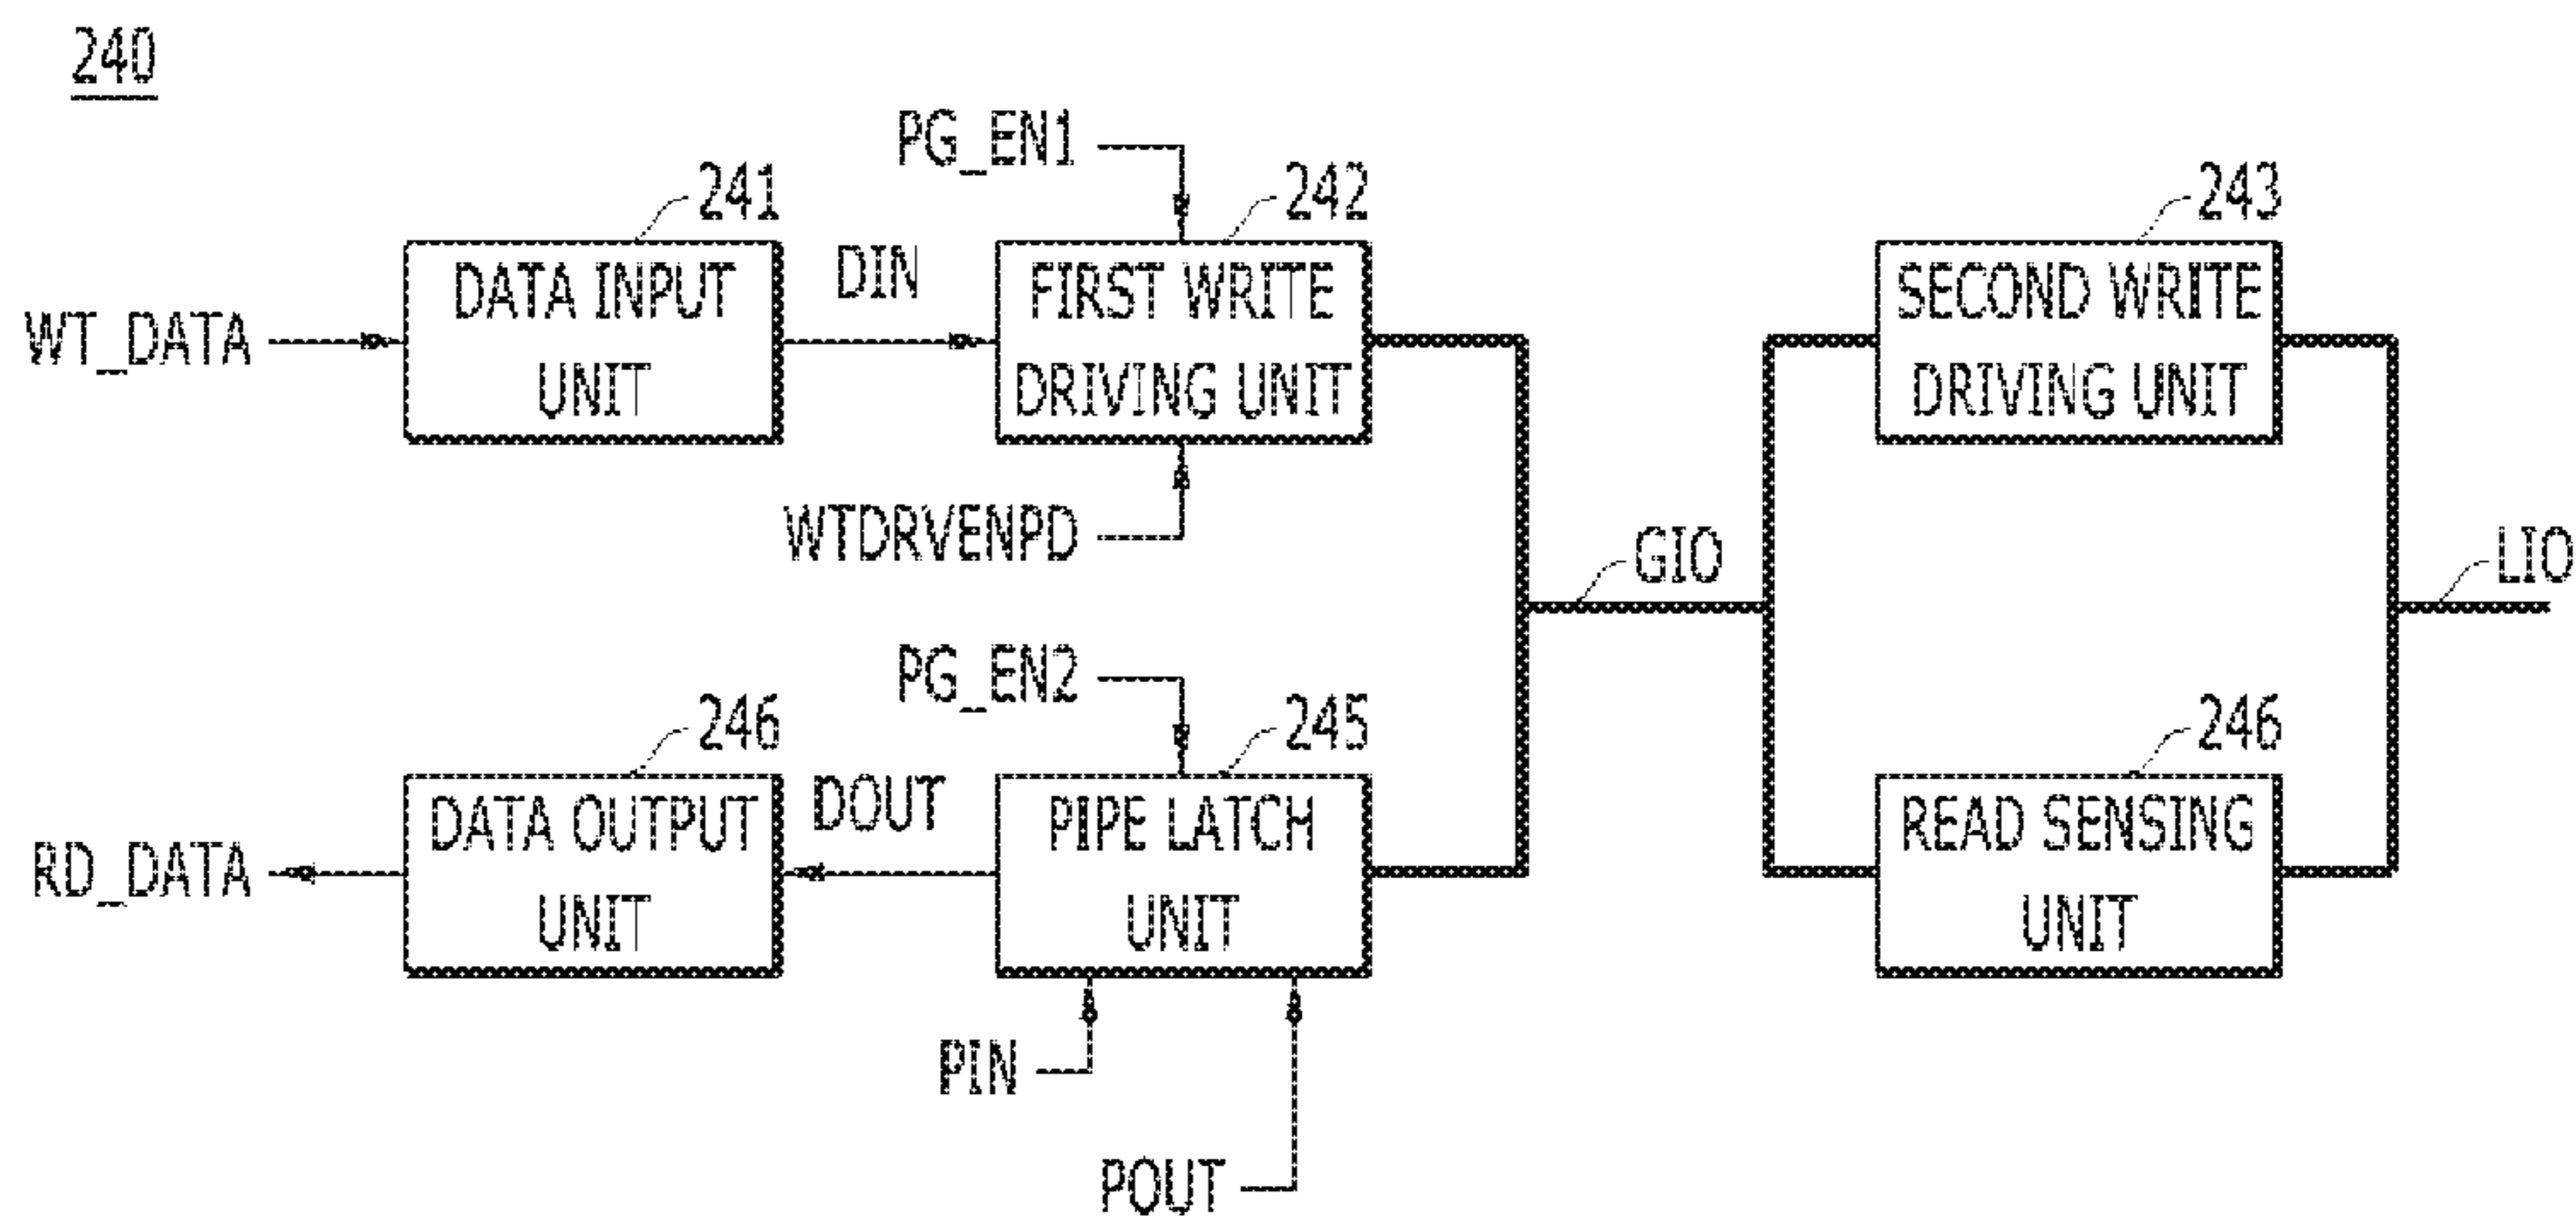 240
PG_EN1
241
242
243
WT_DATA
DATA INPUT
UNIT
DIN
FIRST WRITE
DRIVING UNIT
SECOND WRITE
DRIVING UNIT
WTDRVENPD
GIO
LIO
PG_EN2
246
245
246
RD_DATA
DATA OUTPUT
UNIT
DOUT
PIPE LATCH
UNIT
READ SENSING
UNIT
PIN
POUT